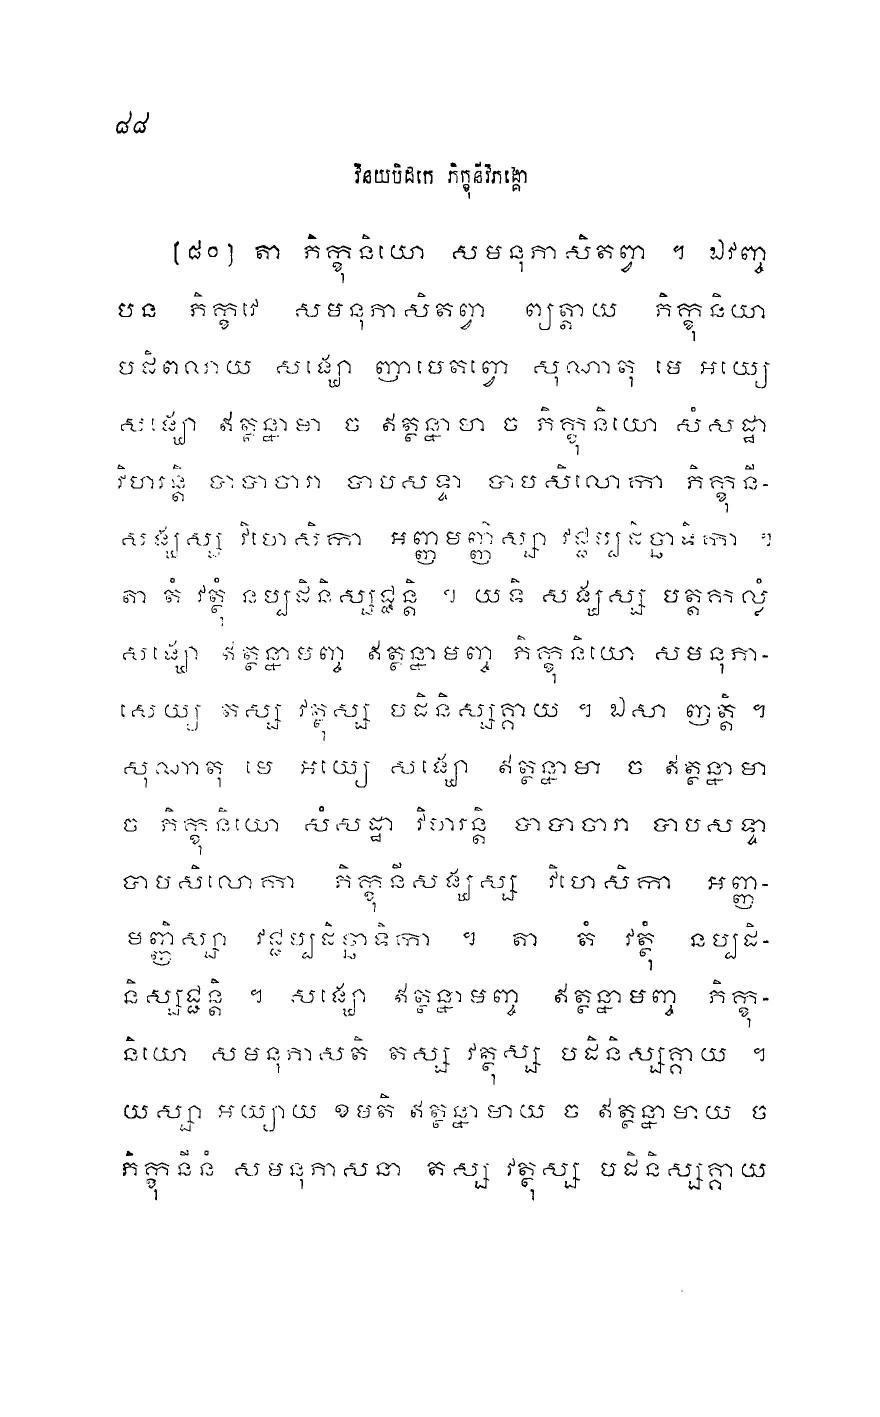 ៨៨
វិនយបិដកេ ភិក្ខុនីវិភង្គោ
[៨០] តា ភិក្ខុនិយោ សមនុភាសិតព្វា ។ ឯវញ្ច
បន ភិក្ខវេ សមនុភាសិតព្វា ព្យត្តាយ ភិក្ខុនិយា
បដិពលាយ សង្ឃោ ញាបេតព្វោ សុណាតុ មេ អយ្យេ
សង្ឃោ ឥត្ថន្នាមា ច ឥត្ថន្នាមា ច ភិក្ខុនិយោ សំសដ្ឋា
វិហរន្តិ បាបាចារា បាបសទ្ទា បាបសិលោកា ភិក្ខុនី-
សង្ឃស្ស វិហេសិកា អញ្ញមញ្ញិស្សា វជ្ជប្បដិច្ឆាទិកា ។
តា តំ វត្ថុំ នប្បដិនិស្សជ្ជន្តិ ។ យទិ សង្ឃស្ស បត្តកល្លំ
សង្ឃោ ឥត្ថន្នាមញ្ច ឥត្ថន្នាមញ្ច ភិក្ខុនិយោ សមនុភា-
សេយ្យ តស្ស វត្ថុស្ស បដិនិស្សគ្គាយ ។ ឯសា ញត្តិ ។
សុណាតុ មេ អយ្យេ សង្ឃោ ឥត្ថន្នាមា ច ឥត្ថន្នាមា
ច ភិក្ខុនិយោ សំសដ្ឋា វិហរន្តិ បាបាចារា បាបសទ្ទា
បាបសិលោកា ភិក្ខុនីសង្ឃស្ស វិហេសិកា អញ្ញ-
មញ្ញិស្សា វជ្ជប្បដិច្ឆាទិកា ។ តា តំ វត្ថុំ នប្បដិ-
និស្សជ្ជន្តិ ។ សង្ឃោ ឥត្ថន្នាមញ្ច ឥត្ថន្នាមញ្ច ភិក្ខុ-
និយោ សមនុភាសតិ តស្ស វត្ថុស្ស បដិនិស្សគ្គាយ ។
យស្សា អយ្យាយ ខមតិ ឥត្ថន្នាមាយ ច ឥត្ថន្នាមាយ ច
ភិក្ខុនីនំ សមនុភាសនា តស្ស វត្ថុស្ស បដិនិស្សគ្គាយ